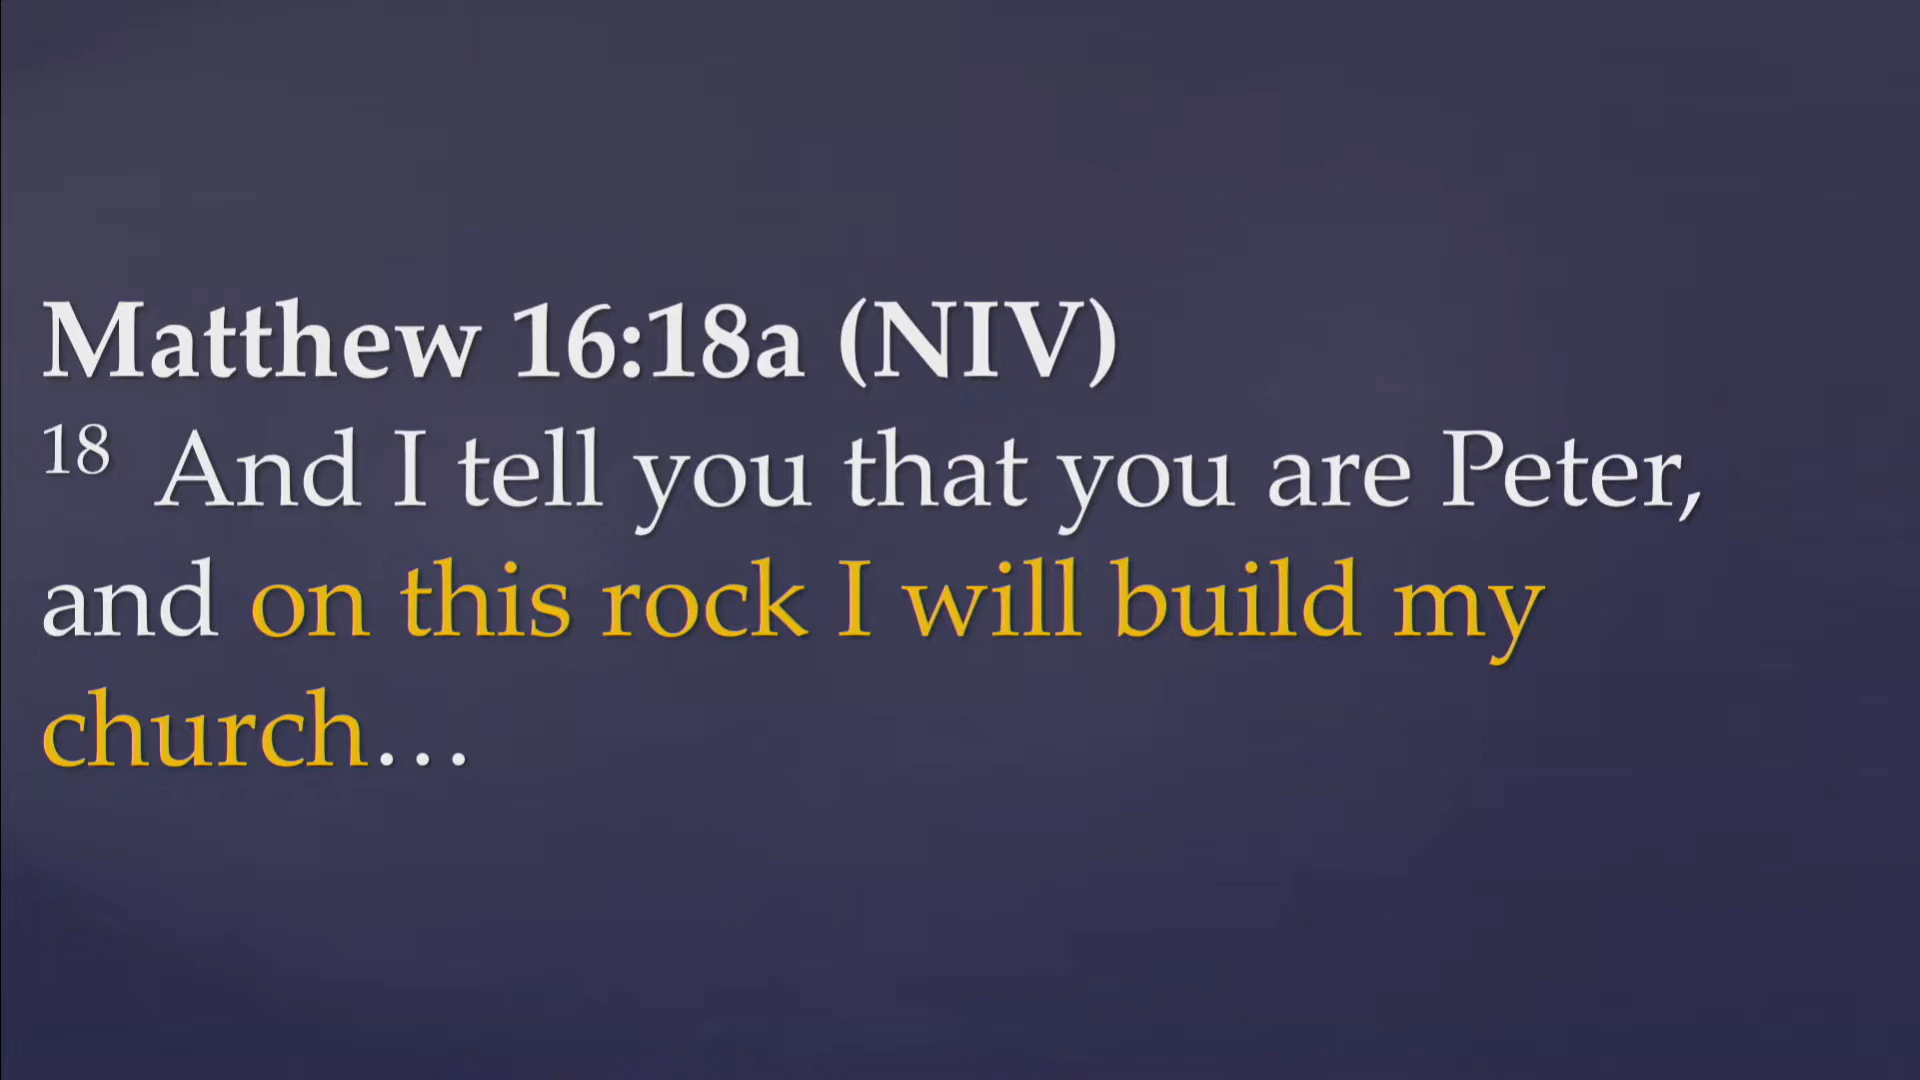 Matthew 16:18a (NIV)
18 And I tell you that you are Peter,
and on this rock I will build my
church…